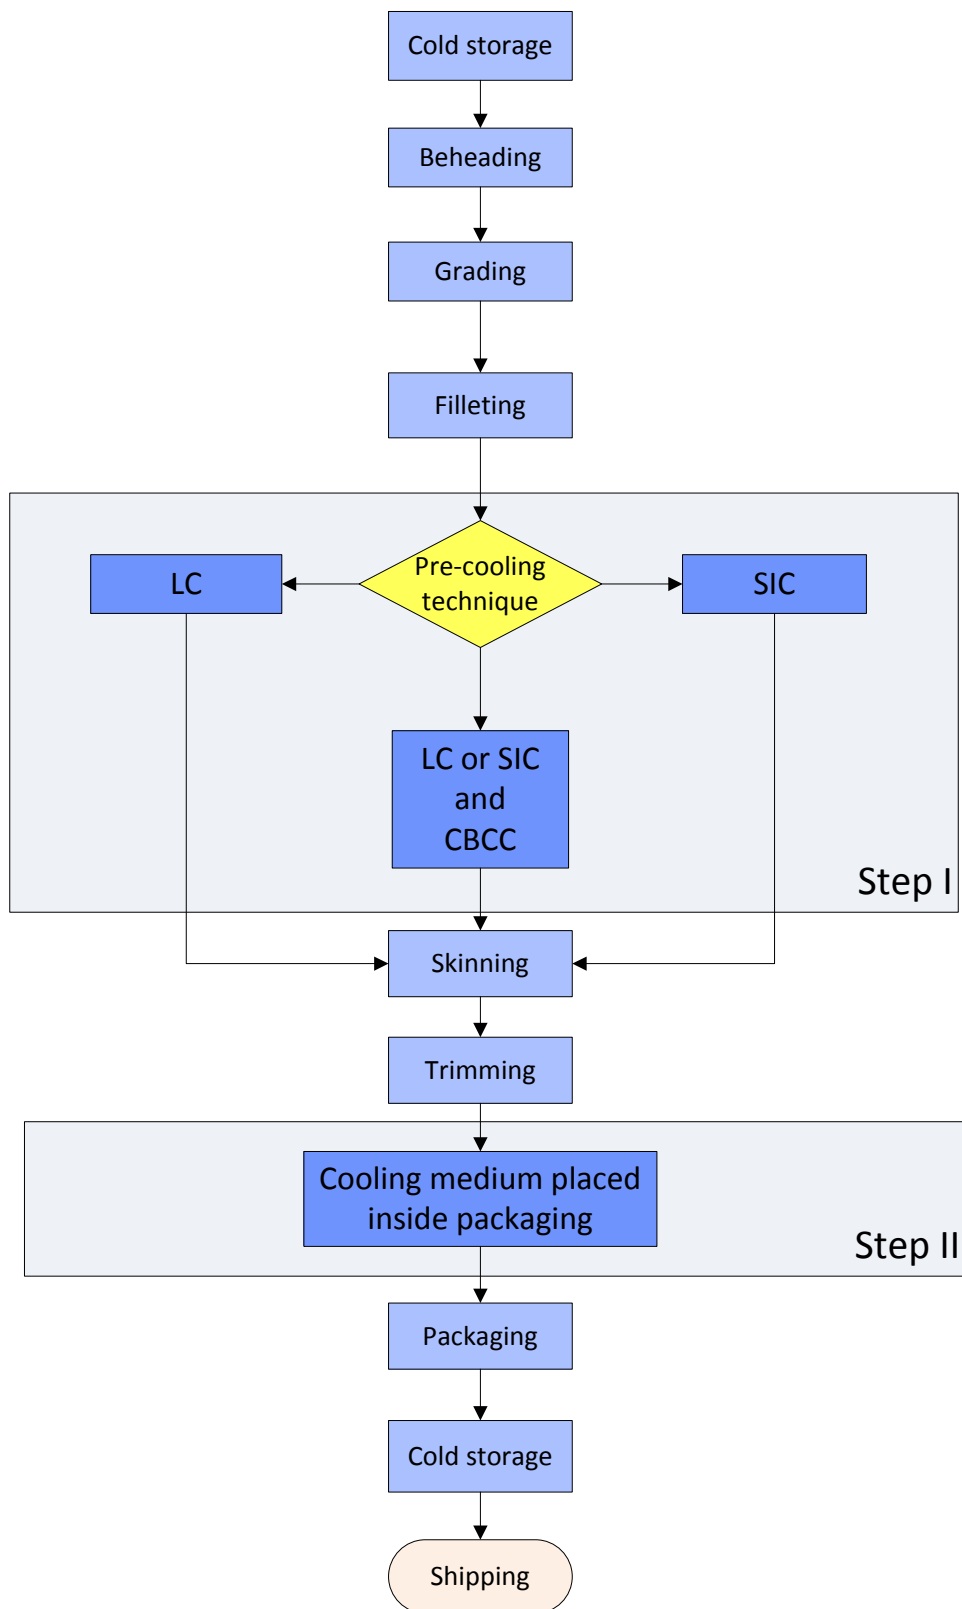 Cold storage
Beheading
Grading
Filleting
Pre-cooling
technique
LC
SIC
LC or SIC
and
CBCC
Step I
Skinning
Trimming
Cooling medium placed
inside packaging
Step II
Packaging
Cold storage
Shipping